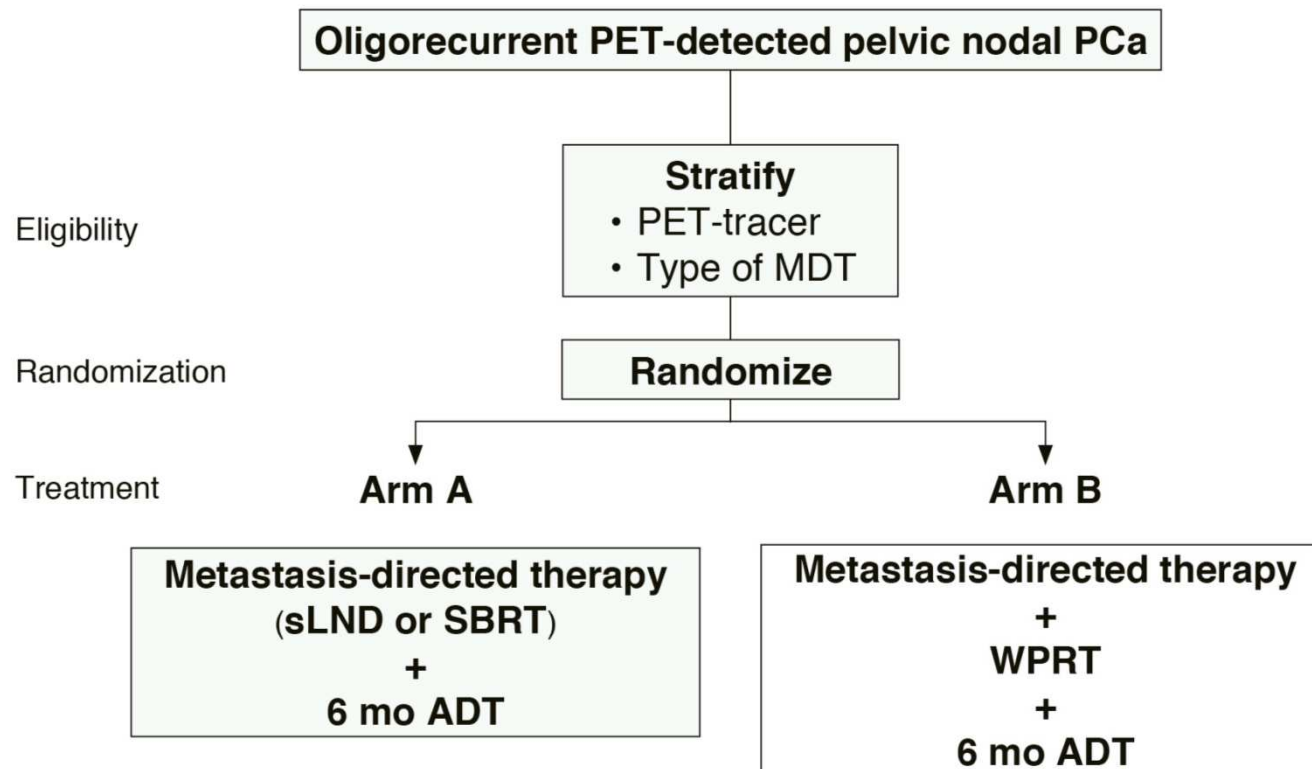 Oligorecurrent PET-detected pelvic nodal PCa
Stratify
• PET-tracer
• Type of MDT
Eligibility
Randomization
Randomize
Treatment
Arm A
Arm B
Metastasis-directed therapy
(sLND or SBRT)
+
6 mo ADT
Metastasis-directed therapy
+
WPRT
+
6 mo ADT